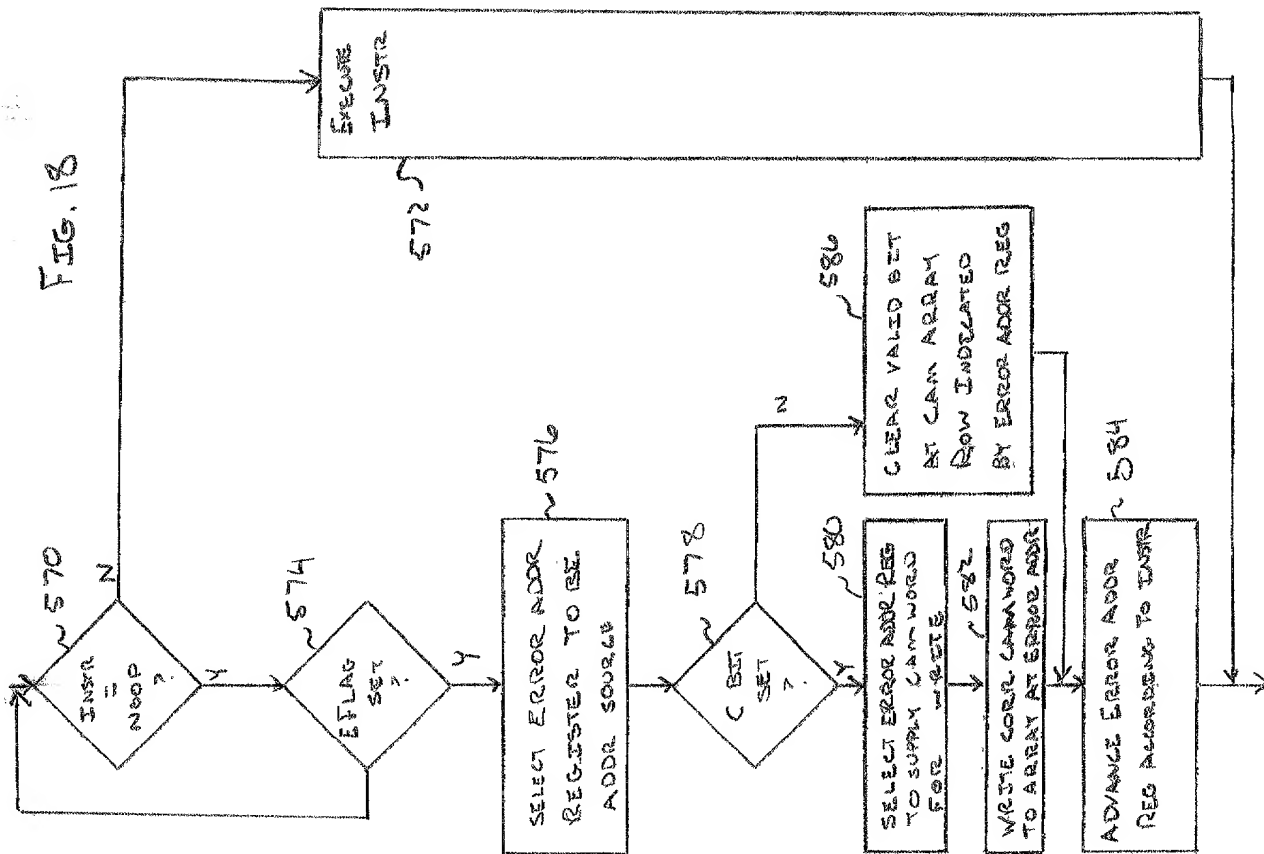 FIG. 18
570
INSTR
=
NOOP
?
N
Y
574
EFLAG
SET
?
Y
576
SELECT ERROR ADDR
REGISTER TO BE
ADDR SOURCE
578
C BIT
SET
?
N
Y
580
SELECT ERROR ADDR REG
TO SUPPLY CAM WORD
FOR WRITE
582
WRITE CORR CAMWORD
TO ARRAY AT ERROR ADDR
584
ADVANCE ERROR ADDR
REG ACCORDING TO INSTR
586
CLEAR VALID BIT
AT CAM ARRAY
ROW INDICATED
BY ERROR ADDR REG
572
EXECUTE
INSTR